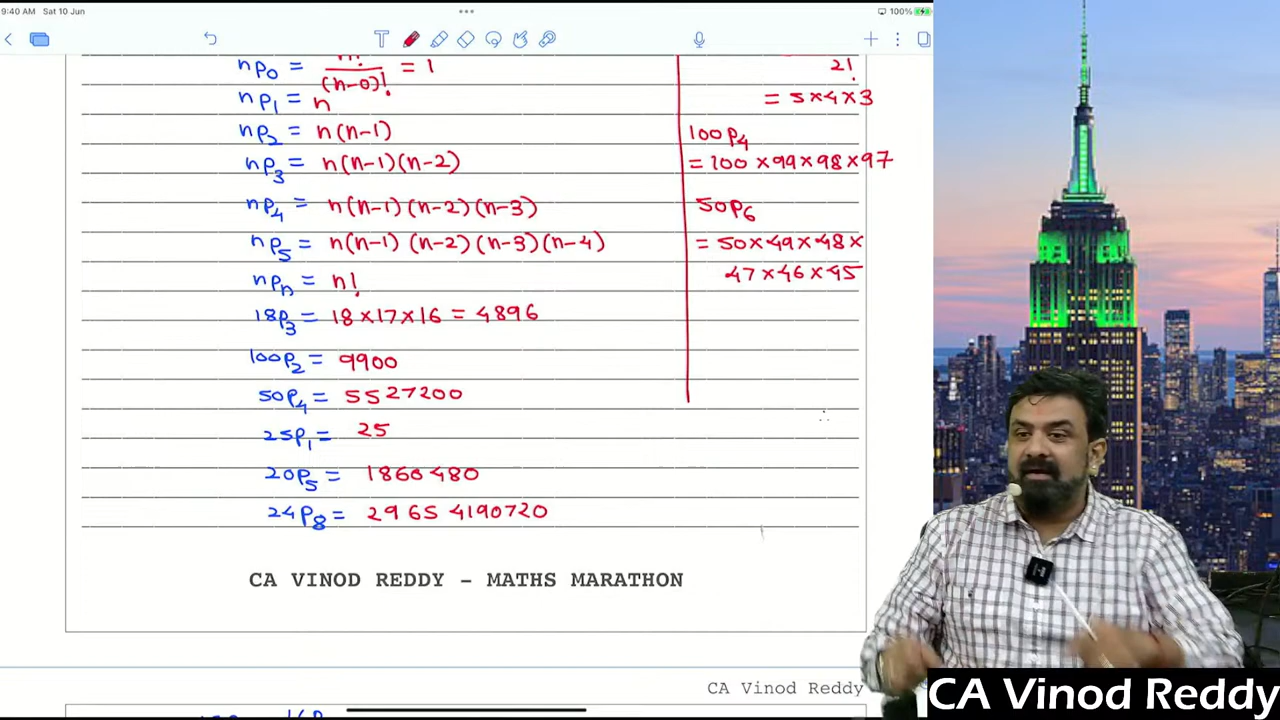 9:40 AM Sat 10 Jun
100%
nP0 = n!/(n-0)! = 1
nP1 = n
nP2 = n(n-1)
nP3 = n(n-1)(n-2)
nP4 = n(n-1)(n-2)(n-3)
nP5 = n(n-1)(n-2)(n-3)(n-4)
nPn = n!
18P3 = 18×17×16 = 4896
100P2 = 9900
50P4 = 5527200
25P1 = 25
20P5 = 1860480
24P8 = 29654190720
2!
= 5×4×3
100P4
= 100×99×98×97
50P6
= 50×49×48×
47×46×45
CA VINOD REDDY - MATHS MARATHON
CA Vinod Reddy
CA Vinod Reddy